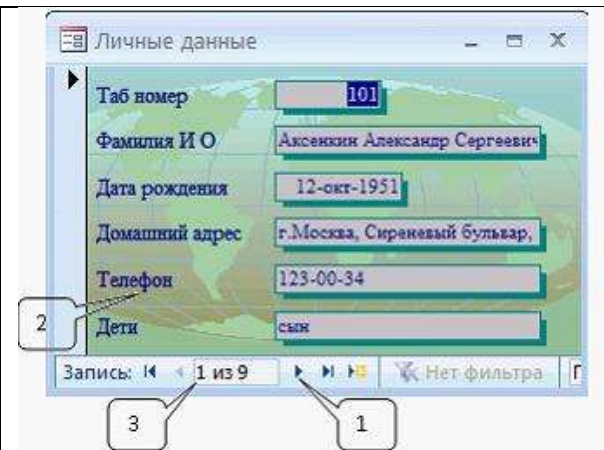 Личные данные
Таб номер 101
Фамилия И О Аксенкин Александр Сергеевич
Дата рождения 12-окт-1951
Домашний адрес г.Москва, Сиреневый бульвар,
Телефон 123-00-34
2
Дети сын
Запись: 1 из 9 Нет фильтра П
3 1